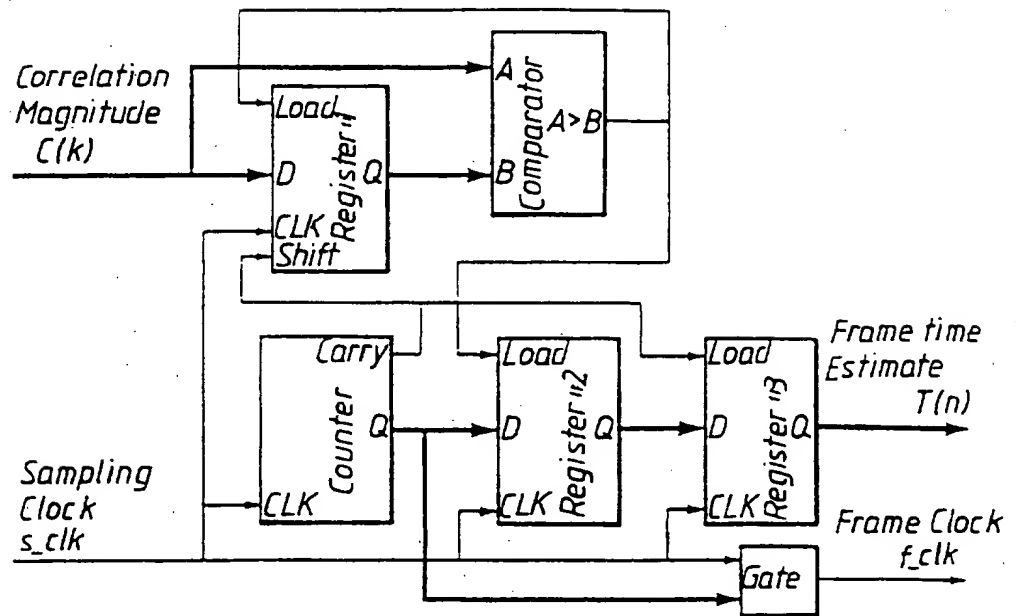 Correlation
Magnitude
C(k)
Load
D
Q
CLK
Shift
Register "1
A
B
A>B
Comparator
Carry
Q
CLK
Counter
Load
D
Q
CLK
Register "2
Load
D
Q
CLK
Register "3
Frame time
Estimate
T(n)
Sampling
Clock
s_clk
Gate
Frame Clock
f_clk